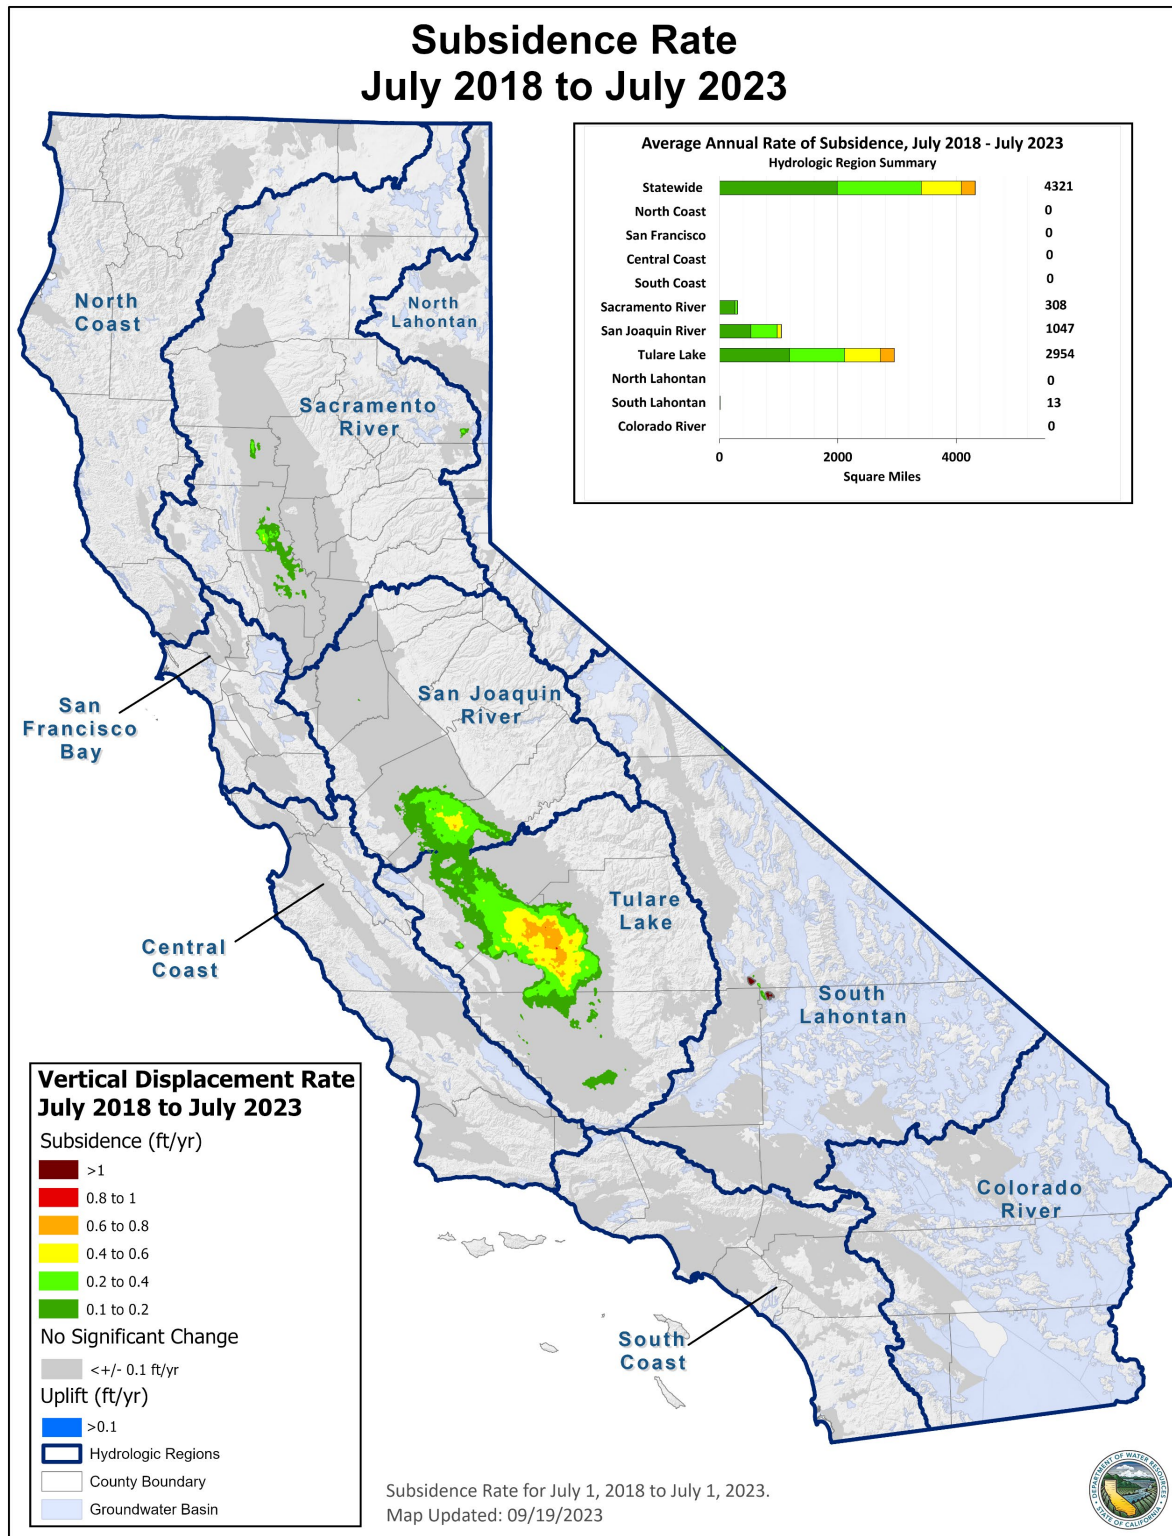 Subsidence Rate
July 2018 to July 2023
Average Annual Rate of Subsidence, July 2018 - July 2023
Hydrologic Region Summary
Statewide 4321
North Coast 0
San Francisco 0
Central Coast 0
South Coast 0
Sacramento River 308
San Joaquin River 1047
Tulare Lake 2954
North Lahontan 0
South Lahontan 13
Colorado River 0
0 2000 4000
Square Miles
North
Coast
North
Lahontan
Sacramento
River
San Joaquin
River
San
Francisco
Bay
Tulare
Lake
Central
Coast
South
Lahontan
Colorado
River
South
Coast
Vertical Displacement Rate
July 2018 to July 2023
Subsidence (ft/yr)
>1
0.8 to 1
0.6 to 0.8
0.4 to 0.6
0.2 to 0.4
0.1 to 0.2
No Significant Change
<+/- 0.1 ft/yr
Uplift (ft/yr)
>0.1
Hydrologic Regions
County Boundary
Groundwater Basin
Subsidence Rate for July 1, 2018 to July 1, 2023.
Map Updated: 09/19/2023
DEPARTMENT OF WATER RESOURCES
STATE OF CALIFORNIA